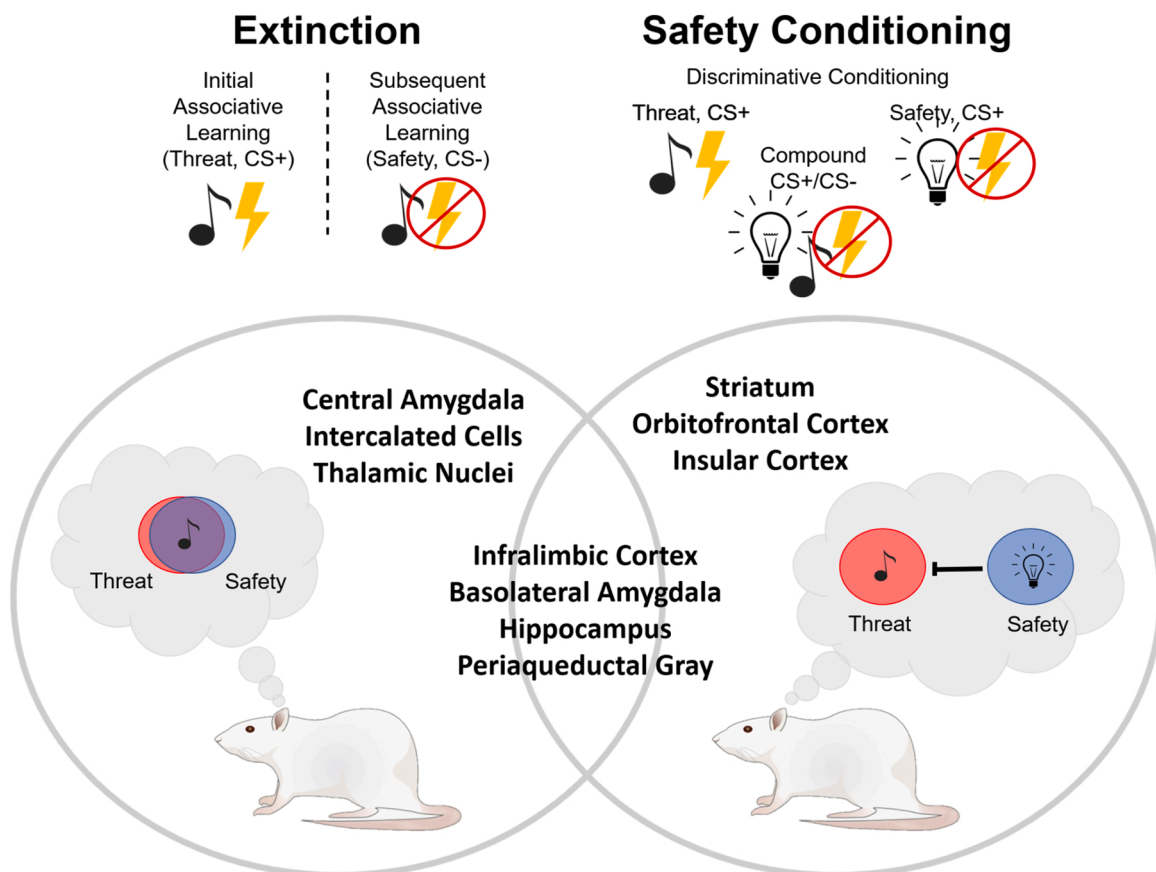 Extinction
Initial
Associative
Learning
(Threat, CS+)
Subsequent
Associative
Learning
(Safety, CS-)
Safety Conditioning
Discriminative Conditioning
Threat, CS+
Compound
CS+/CS-
Safety, CS+
Central Amygdala
Intercalated Cells
Thalamic Nuclei
Striatum
Orbitofrontal Cortex
Insular Cortex
Infralimbic Cortex
Basolateral Amygdala
Hippocampus
Periaqueductal Gray
Threat
Safety
Threat
Safety